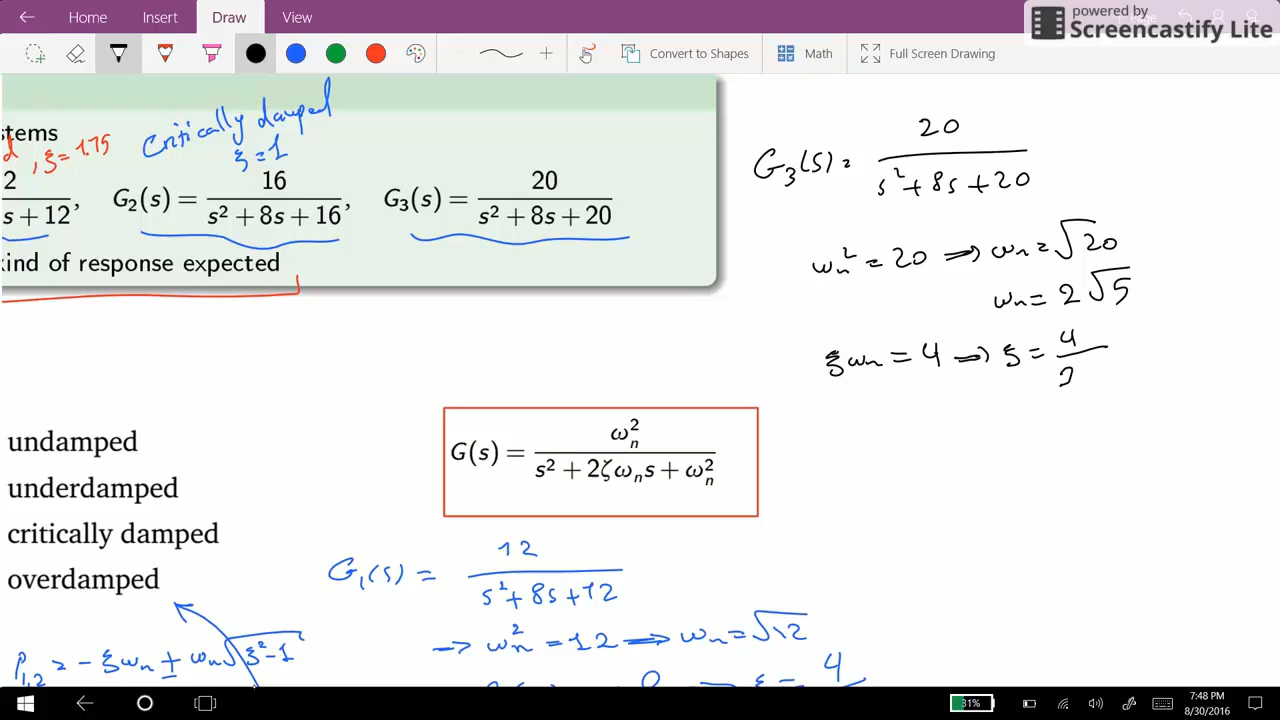 Home Insert Draw View
powered by
Screencastify Lite
Convert to Shapes Math Full Screen Drawing
Critically damped
ξ = 1
stems
d , ξ = 1.75
2
s + 12, G2(s) = 16 / s² + 8s + 16, G3(s) = 20 / s² + 8s + 20
kind of response expected
G3(s) = 20 / s² + 8s + 20
ωn² = 20 → ωn = √20
ωn = 2√5
ξωn = 4 → ξ = 4 /
undamped
underdamped
critically damped
overdamped
G(s) = ωn² / s² + 2ζωns + ωn²
G1(s) = 12 / s² + 8s + 12
→ ωn² = 12 → ωn = √12
P1,2 = -ξωn ± ωn√ξ²-1
4
31%
7:48 PM
8/30/2016